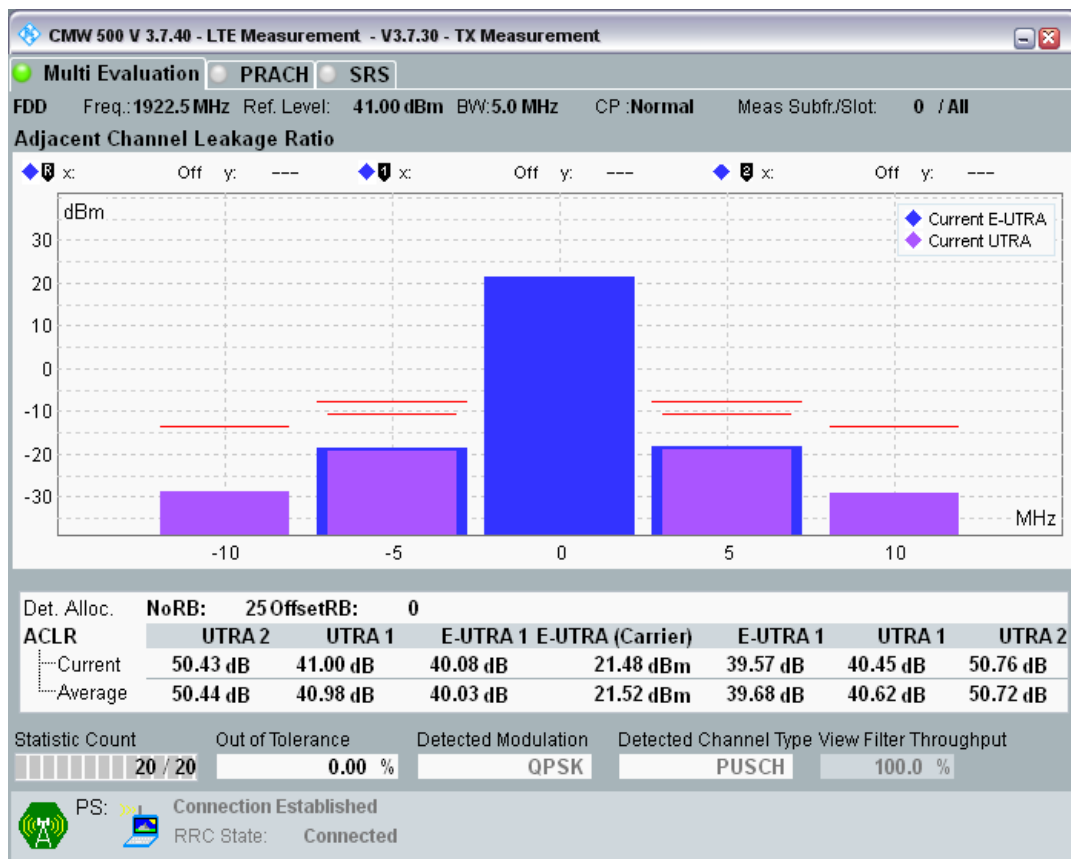 CMW 500 V 3.7.40 - LTE Measurement - V3.7.30 - TX Measurement
Multi Evaluation PRACH SRS
FDD Freq.: 1922.5 MHz Ref. Level: 41.00 dBm BW: 5.0 MHz CP : Normal Meas Subfr./Slot: 0 / All
Adjacent Channel Leakage Ratio
R x: Off y: --- 1 x: Off y: --- 2 x: Off y: ---
dBm
Current E-UTRA
Current UTRA
30
20
10
0
-10
-20
-30
MHz
-10 -5 0 5 10
Det. Alloc. NoRB: 25 OffsetRB: 0
ACLR UTRA 2 UTRA 1 E-UTRA 1 E-UTRA (Carrier) E-UTRA 1 UTRA 1 UTRA 2
Current 50.43 dB 41.00 dB 40.08 dB 21.48 dBm 39.57 dB 40.45 dB 50.76 dB
Average 50.44 dB 40.98 dB 40.03 dB 21.52 dBm 39.68 dB 40.62 dB 50.72 dB
Statistic Count Out of Tolerance Detected Modulation Detected Channel Type View Filter Throughput
20 / 20 0.00 % QPSK PUSCH 100.0 %
PS: Connection Established
RRC State: Connected